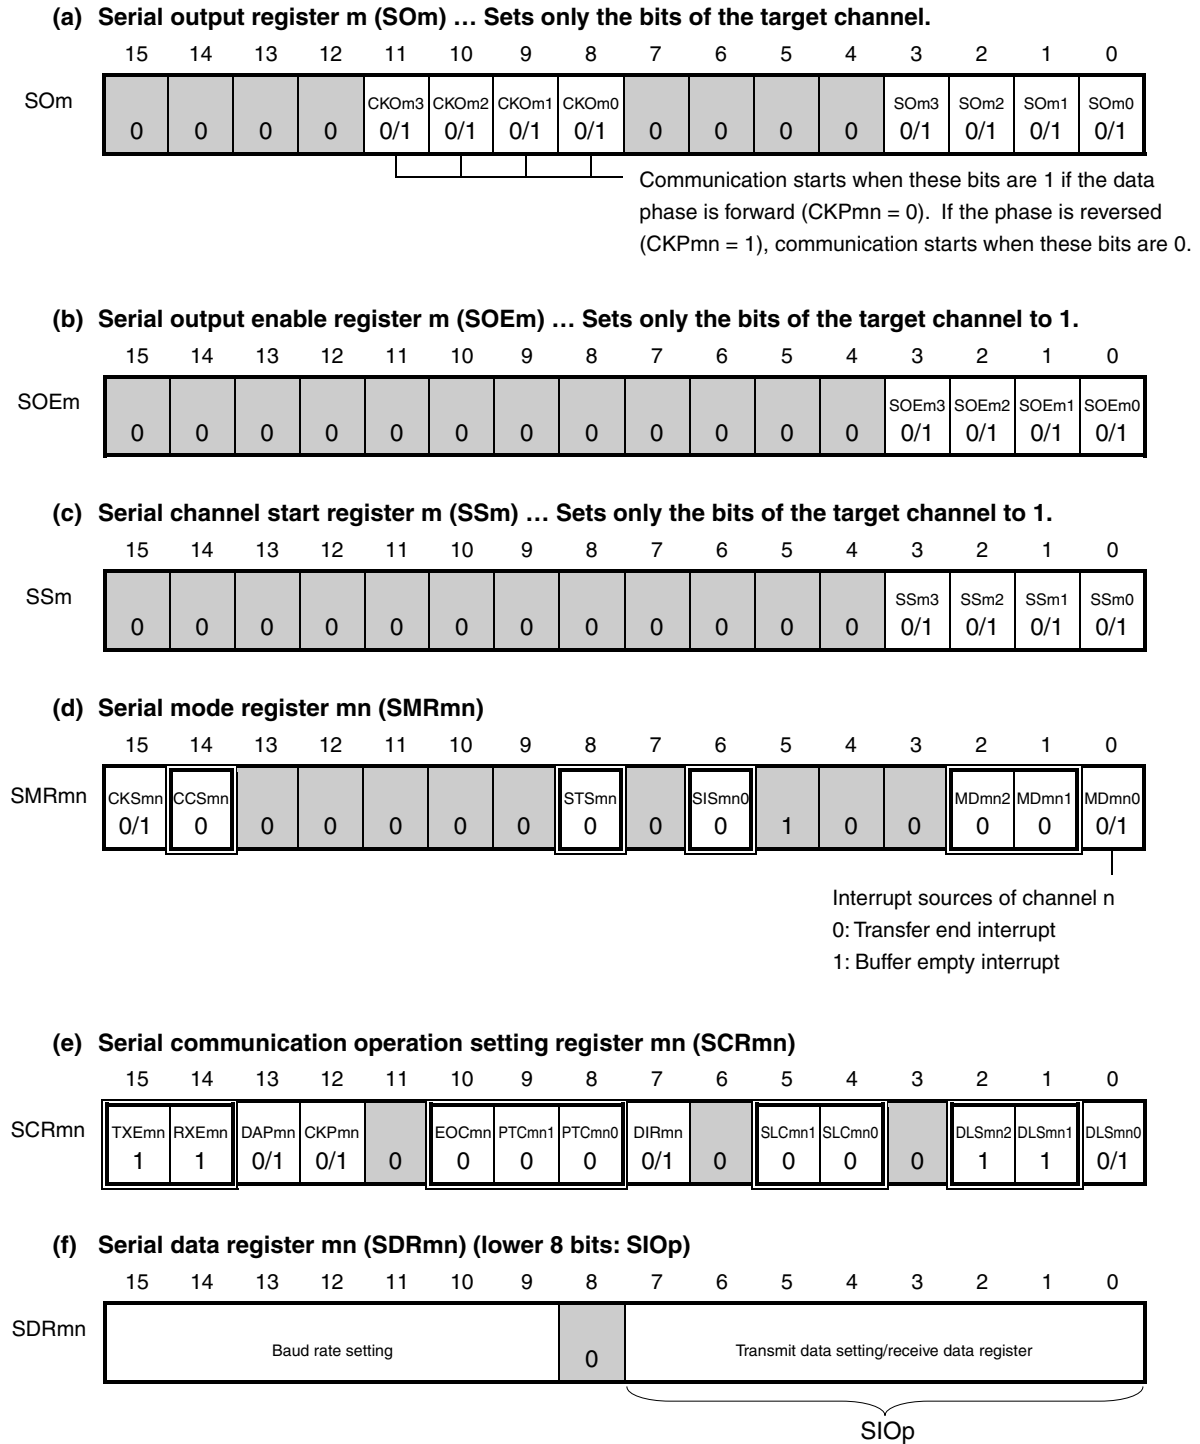 (a) Serial output register m (SOm) … Sets only the bits of the target channel.
15 14 13 12 11 10 9 8 7 6 5 4 3 2 1 0
SOm
CKOm3 CKOm2 CKOm1 CKOm0 SOm3 SOm2 SOm1 SOm0
0 0 0 0 0/1 0/1 0/1 0/1 0 0 0 0 0/1 0/1 0/1 0/1
Communication starts when these bits are 1 if the data
phase is forward (CKPmn = 0). If the phase is reversed
(CKPmn = 1), communication starts when these bits are 0.
(b) Serial output enable register m (SOEm) … Sets only the bits of the target channel to 1.
15 14 13 12 11 10 9 8 7 6 5 4 3 2 1 0
SOEm
SOEm3 SOEm2 SOEm1 SOEm0
0 0 0 0 0 0 0 0 0 0 0 0 0/1 0/1 0/1 0/1
(c) Serial channel start register m (SSm) … Sets only the bits of the target channel to 1.
15 14 13 12 11 10 9 8 7 6 5 4 3 2 1 0
SSm
SSm3 SSm2 SSm1 SSm0
0 0 0 0 0 0 0 0 0 0 0 0 0/1 0/1 0/1 0/1
(d) Serial mode register mn (SMRmn)
15 14 13 12 11 10 9 8 7 6 5 4 3 2 1 0
SMRmn
CKSmn CCSmn STSmn SISmn0 MDmn2 MDmn1 MDmn0
0/1 0 0 0 0 0 0 0 0 0 1 0 0 0 0 0/1
Interrupt sources of channel n
0: Transfer end interrupt
1: Buffer empty interrupt
(e) Serial communication operation setting register mn (SCRmn)
15 14 13 12 11 10 9 8 7 6 5 4 3 2 1 0
SCRmn
TXEmn RXEmn DAPmn CKPmn EOCmn PTCmn1 PTCmn0 DIRmn SLCmn1 SLCmn0 DLSmn2 DLSmn1 DLSmn0
1 1 0/1 0/1 0 0 0 0 0/1 0 0 0 0 1 1 0/1
(f) Serial data register mn (SDRmn) (lower 8 bits: SIOp)
15 14 13 12 11 10 9 8 7 6 5 4 3 2 1 0
SDRmn
Baud rate setting 0 Transmit data setting/receive data register
SIOp